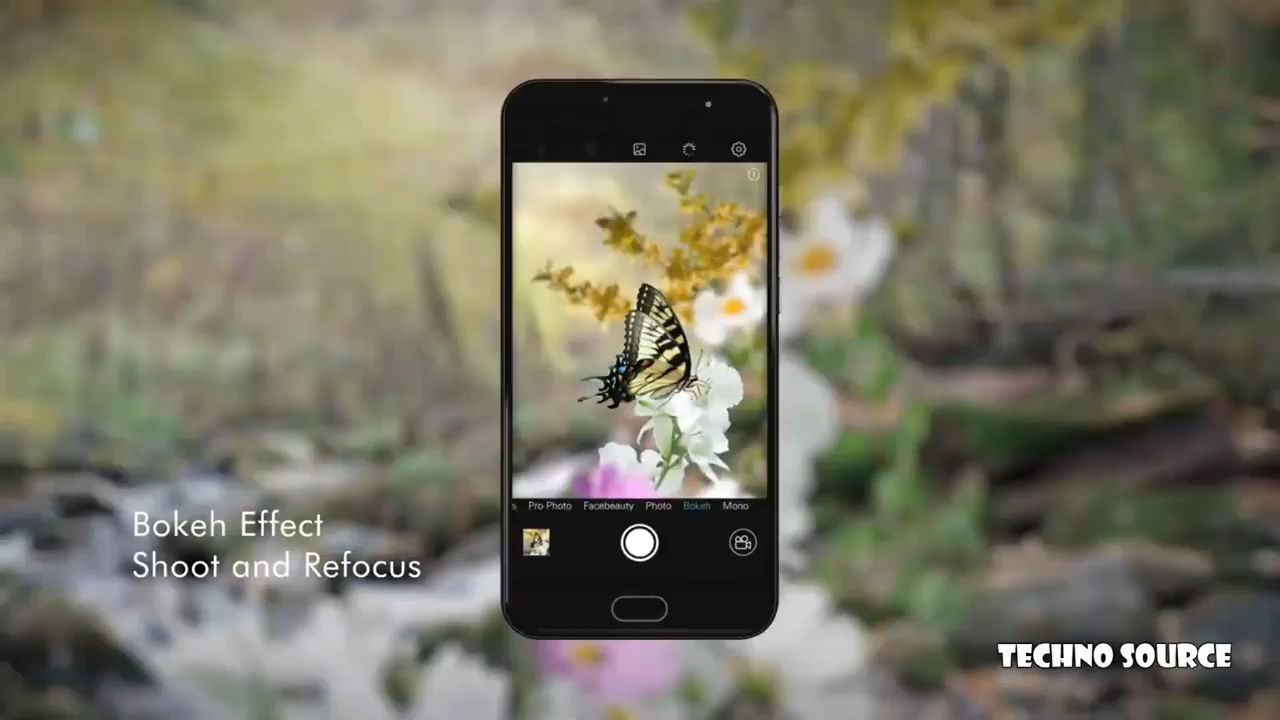 s Pro Photo Facebeauty Photo Bokeh Mono
Bokeh Effect
Shoot and Refocus
TECHNO SOURCE